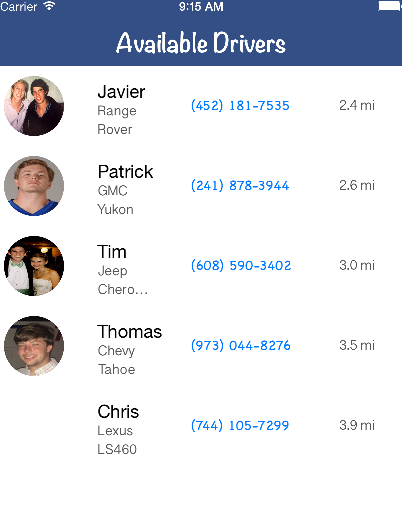 Carrier 9:15 AM
Available Drivers
Javier
Range
Rover
(452) 181-7535
2.4 mi
Patrick
GMC
Yukon
(241) 878-3944
2.6 mi
Tim
Jeep
Chero...
(608) 590-3402
3.0 mi
Thomas
Chevy
Tahoe
(973) 044-8276
3.5 mi
Chris
Lexus
LS460
(744) 105-7299
3.9 mi